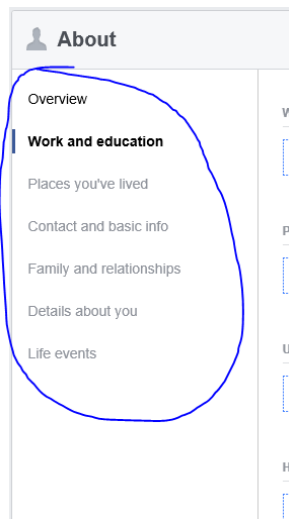 About
Overview
Work and education
Places you've lived
Contact and basic info
Family and relationships
Details about you
Life events